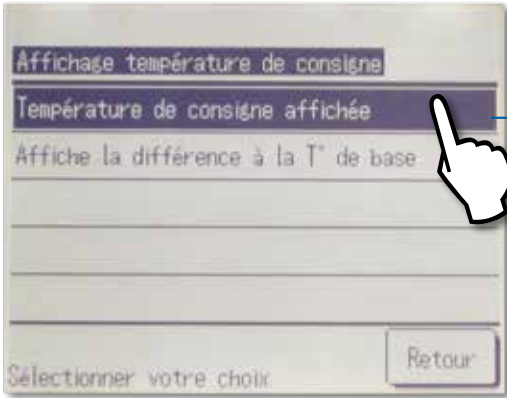 Affichage température de consigne
Température de consigne affichée
Affiche la différence à la T° de base
Retour
Sélectionner votre choix